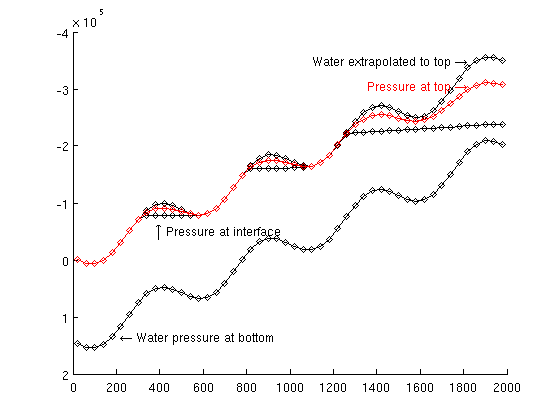 × 10⁵
-4
-3
Water extrapolated to top →
Pressure at top →
-2
-1
↑ Pressure at interface
0
1
← Water pressure at bottom
2
0 200 400 600 800 1000 1200 1400 1600 1800 2000